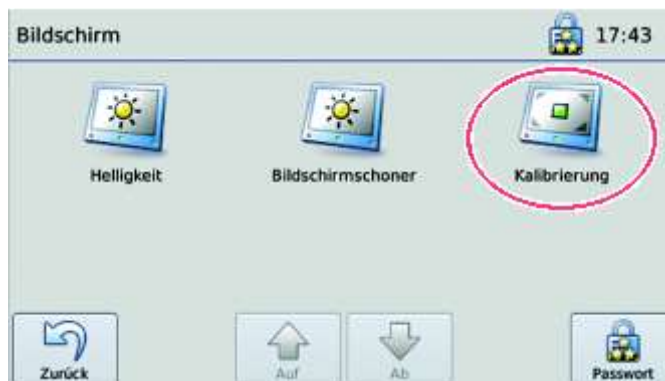 Bildschirm 17:43
Helligkeit Bildschirmschoner Kalibrierung
Zurück Auf Ab Passwort